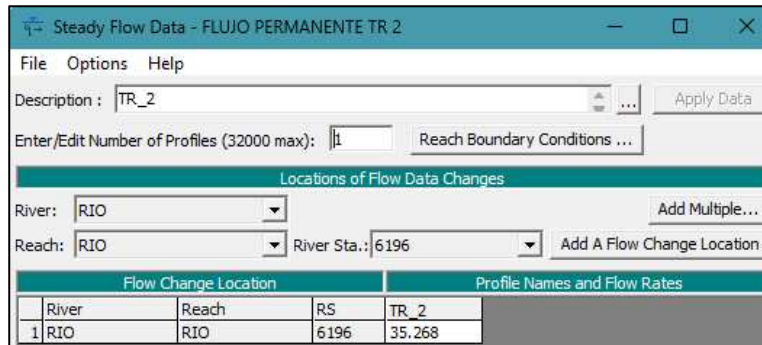 Steady Flow Data - FLUJO PERMANENTE TR 2
File Options Help
Description : TR_2 ... Apply Data
Enter/Edit Number of Profiles (32000 max): 1 Reach Boundary Conditions ...
Locations of Flow Data Changes
River: RIO Add Multiple...
Reach: RIO River Sta.: 6196 Add A Flow Change Location
Flow Change Location Profile Names and Flow Rates
River Reach RS TR_2
1 RIO RIO 6196 35.268